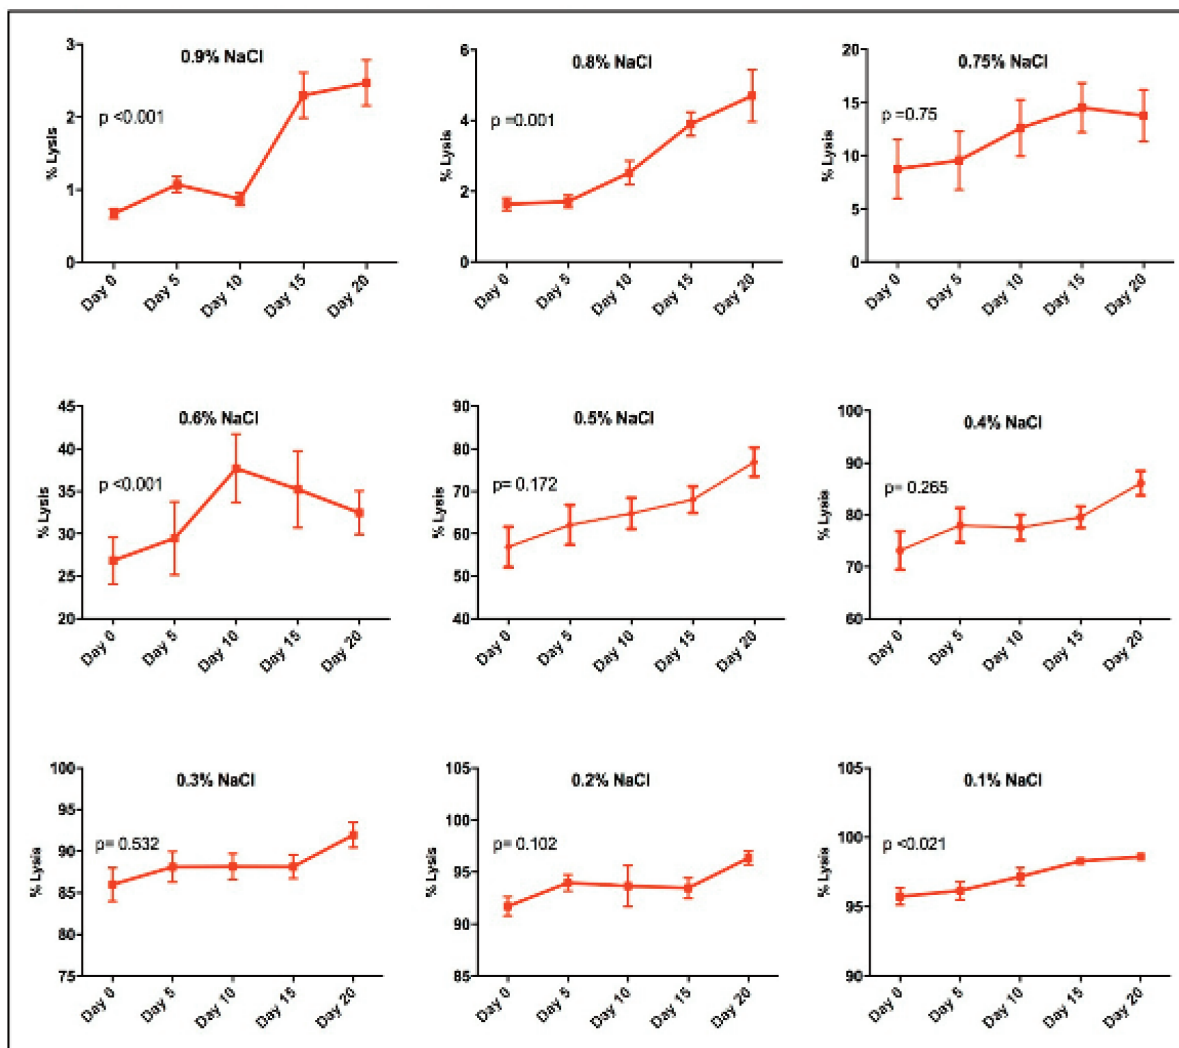 0.9% NaCl
p <0.001
% Lysis
3
2
1
0
Day 0
Day 5
Day 10
Day 15
Day 20
0.8% NaCl
p =0.001
% Lysis
6
4
2
0
Day 0
Day 5
Day 10
Day 15
Day 20
0.75% NaCl
p =0.75
% Lysis
20
15
10
5
0
Day 0
Day 5
Day 10
Day 15
Day 20
0.6% NaCl
p <0.001
% Lysis
45
40
35
30
25
20
Day 0
Day 5
Day 10
Day 15
Day 20
0.5% NaCl
p= 0.172
% Lysis
90
80
70
60
50
40
Day 0
Day 5
Day 10
Day 15
Day 20
0.4% NaCl
p= 0.265
% Lysis
100
90
80
70
60
Day 0
Day 5
Day 10
Day 15
Day 20
0.3% NaCl
p= 0.532
% Lysis
100
95
90
85
80
75
Day 0
Day 5
Day 10
Day 15
Day 20
0.2% NaCl
p= 0.102
% Lysis
105
100
95
90
85
Day 0
Day 5
Day 10
Day 15
Day 20
0.1% NaCl
p <0.021
% Lysis
105
100
95
90
Day 0
Day 5
Day 10
Day 15
Day 20